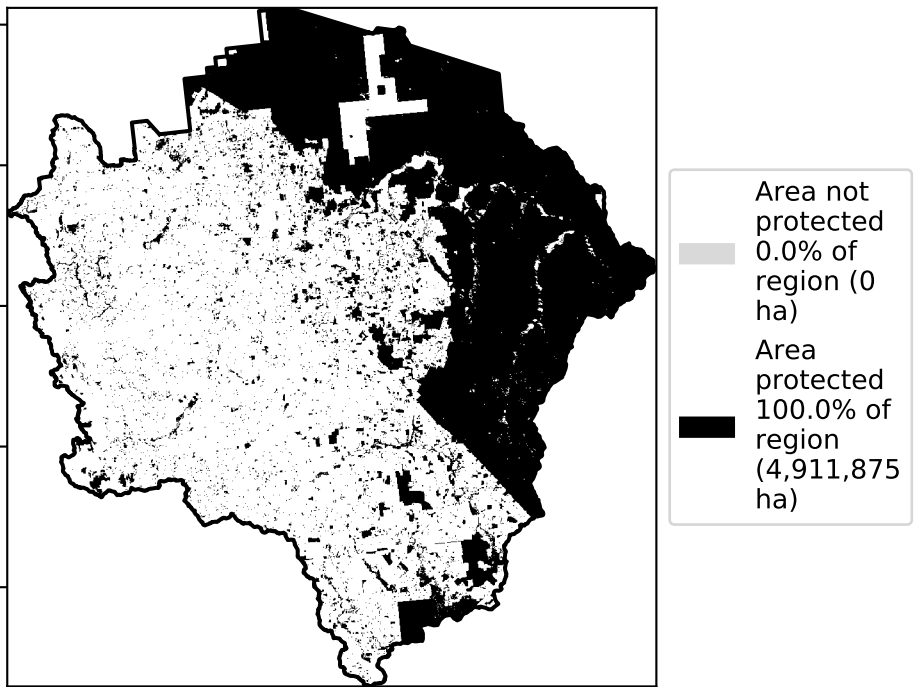 Area not
protected
0.0% of
region (0
ha)
Area
protected
100.0% of
region
(4,911,875
ha)